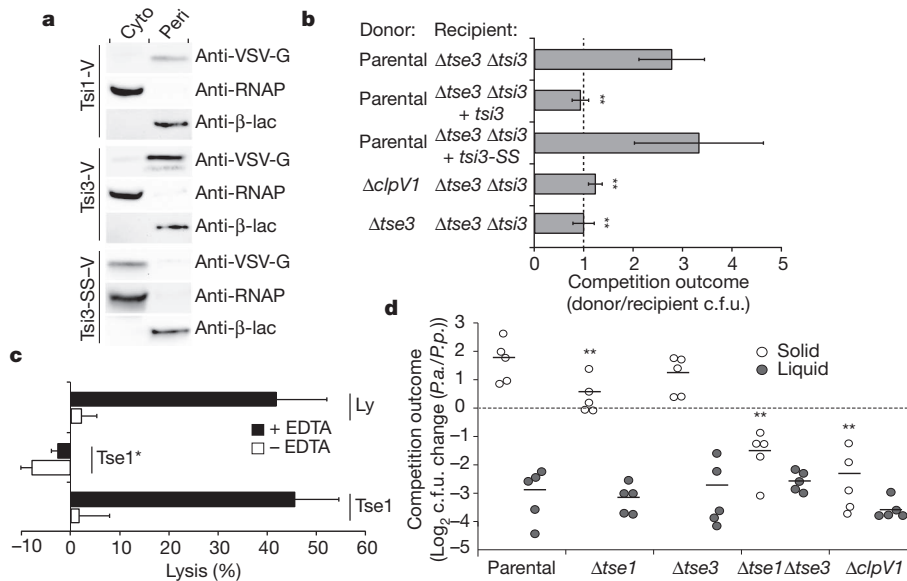 a
Cyto Peri
Tsi1-V
Anti-VSV-G
Anti-RNAP
Anti-β-lac
Tsi3-V
Anti-VSV-G
Anti-RNAP
Anti-β-lac
Tsi3-SS–V
Anti-VSV-G
Anti-RNAP
Anti-β-lac
b
Donor: Recipient:
Parental Δtse3 Δtsi3
Parental Δtse3 Δtsi3
+ tsi3
**
Parental Δtse3 Δtsi3
+ tsi3-SS
ΔclpV1 Δtse3 Δtsi3
**
Δtse3 Δtse3 Δtsi3
**
0 1 2 3 4 5
Competition outcome
(donor/recipient c.f.u.)
c
Ly
+ EDTA
– EDTA
Tse1*
Tse1
–10 0 10 20 30 40 50 60
Lysis (%)
d
Competition outcome
(Log2 c.f.u. change (P.a./P.p.))
3
2
1
0
–1
–2
–3
–4
–5
Solid
Liquid
**
**
**
Parental Δtse1 Δtse3 Δtse1 Δtse3 ΔclpV1